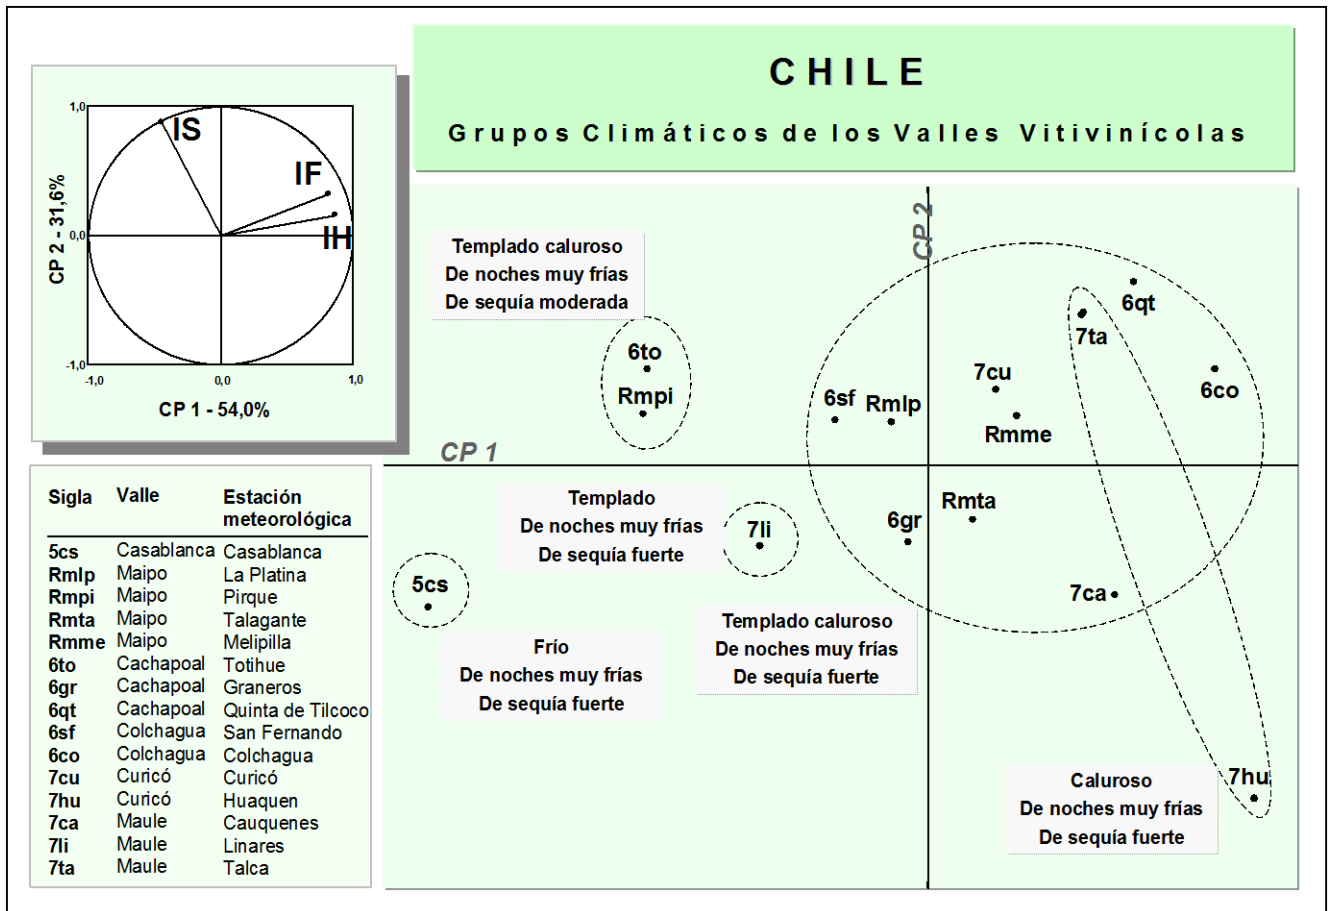 CHILE
Grupos Climáticos de los Valles Vitivinícolas
1,0
IS
IF
IH
0,0
-1,0
-1,0
0,0
1,0
CP 2 - 31,6%
CP 1 - 54,0%
CP 2
CP 1
Templado caluroso
De noches muy frías
De sequía moderada
6to
Rmpi
6sf
Rmlp
7cu
Rmme
7ta
6qt
6co
Templado
De noches muy frías
De sequía fuerte
7li
6gr
Rmta
7ca
5cs
Frío
De noches muy frías
De sequía fuerte
Templado caluroso
De noches muy frías
De sequía fuerte
7hu
Caluroso
De noches muy frías
De sequía fuerte
Sigla Valle Estación meteorológica
5cs Casablanca Casablanca
Rmlp Maipo La Platina
Rmpi Maipo Pirque
Rmta Maipo Talagante
Rmme Maipo Melipilla
6to Cachapoal Totihue
6gr Cachapoal Graneros
6qt Cachapoal Quinta de Tilcoco
6sf Colchagua San Fernando
6co Colchagua Colchagua
7cu Curicó Curicó
7hu Curicó Huaquen
7ca Maule Cauquenes
7li Maule Linares
7ta Maule Talca